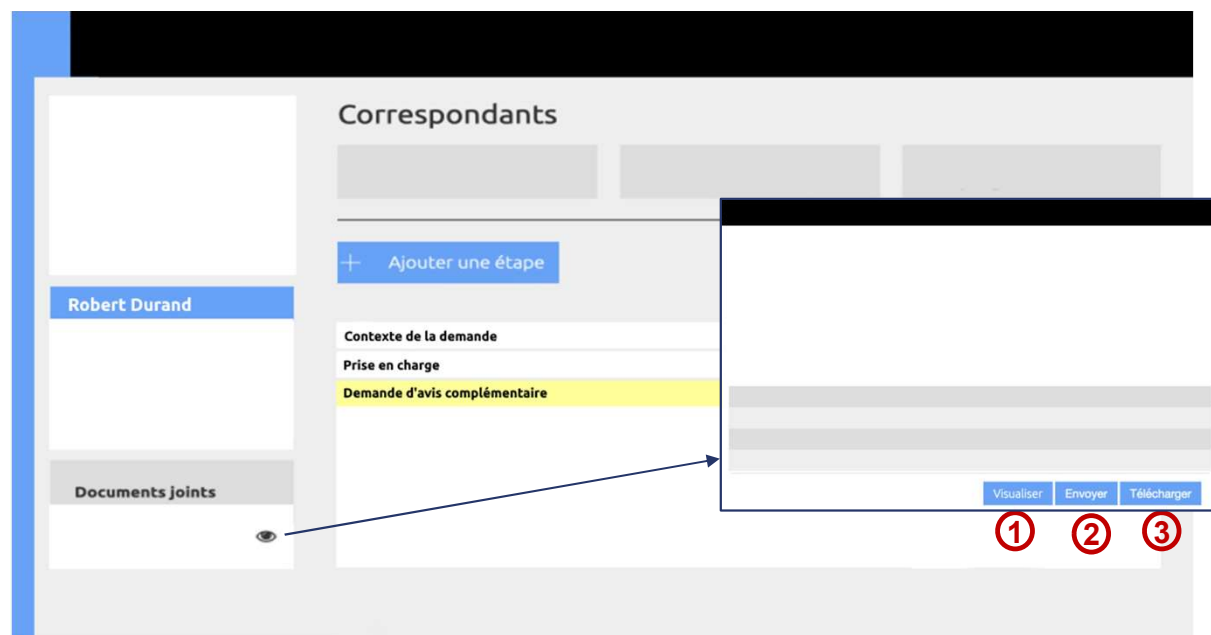 Correspondants
+ Ajouter une étape
Robert Durand
Contexte de la demande
Prise en charge
Demande d'avis complémentaire
Documents joints
Visualiser Envoyer Télécharger
1 2 3